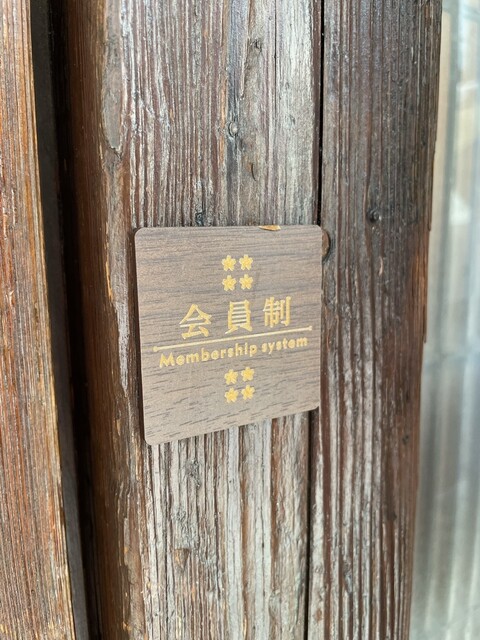 会員制
Membership system